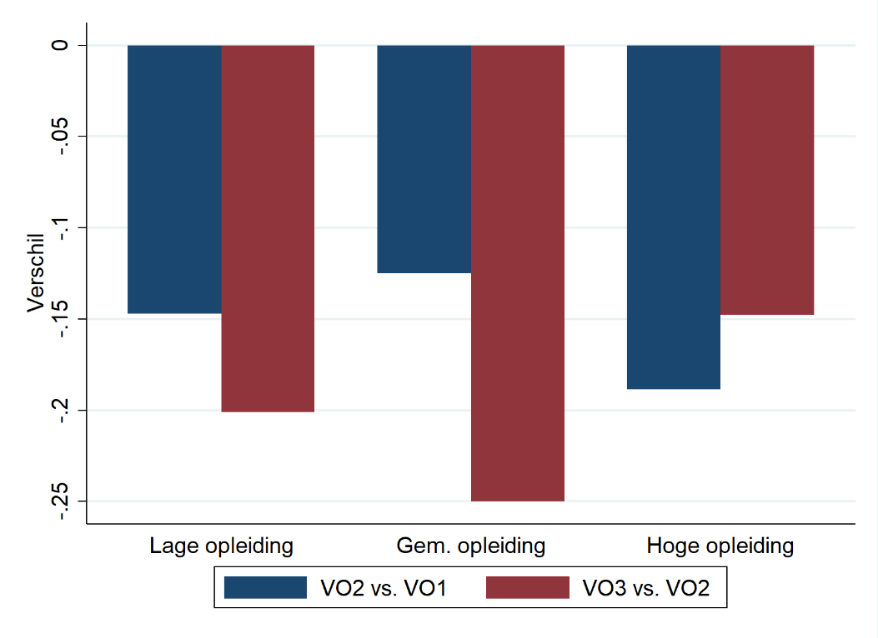 0
-.05
-.1
-.15
-.2
-.25
Verschil
Lage opleiding Gem. opleiding Hoge opleiding
VO2 vs. VO1 VO3 vs. VO2